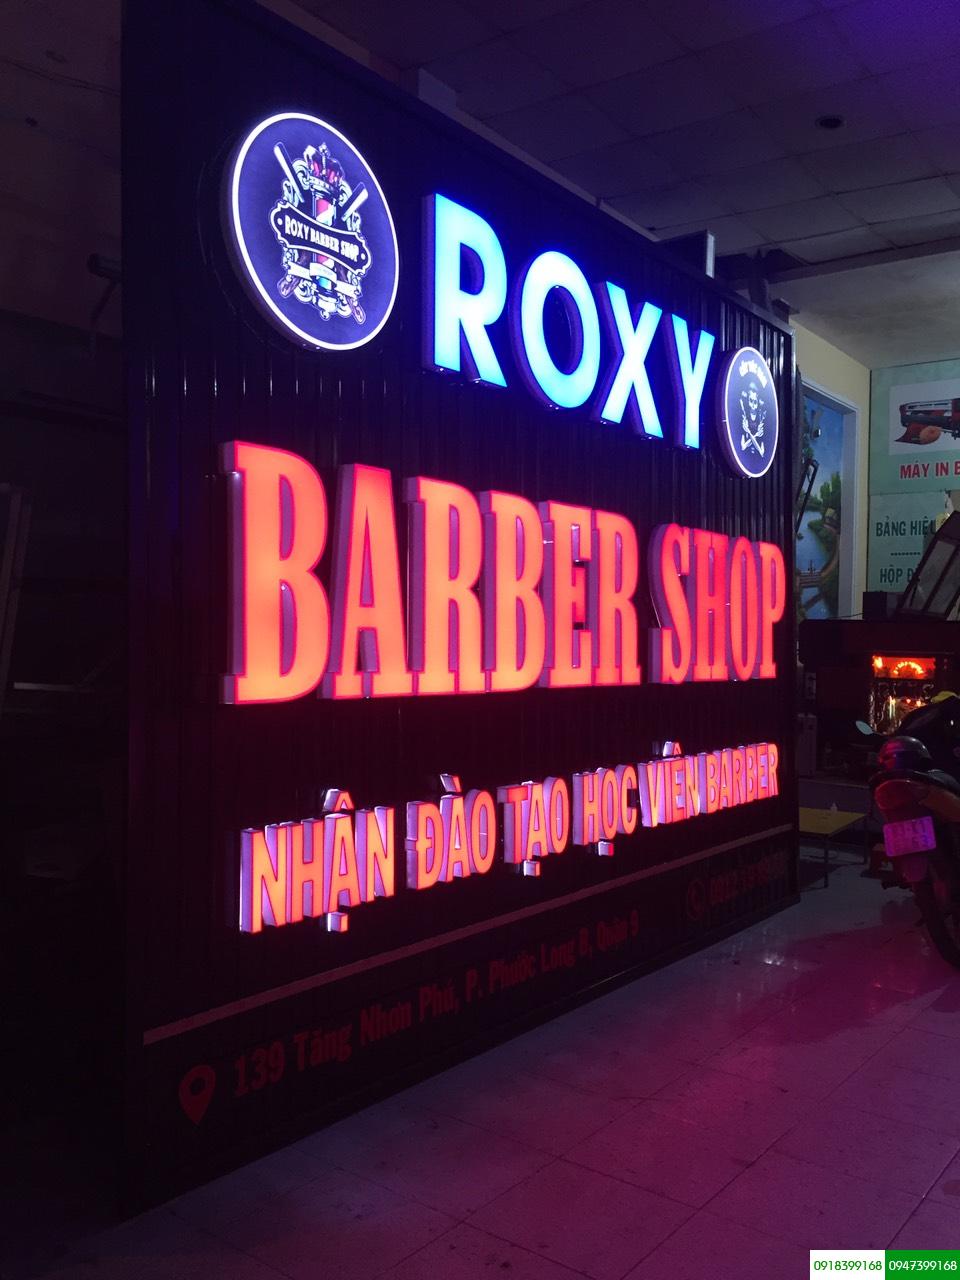 ROXY BARBER SHOP
ROXY
BARBER SHOP
NHẬN ĐÀO TẠO HỌC VIÊN BARBER
139 Tăng Nhơn Phú, P. Phước Long B, Quận 9
MÁY IN
BẢNG HIỆU
HỘP
0918399168 0947399168